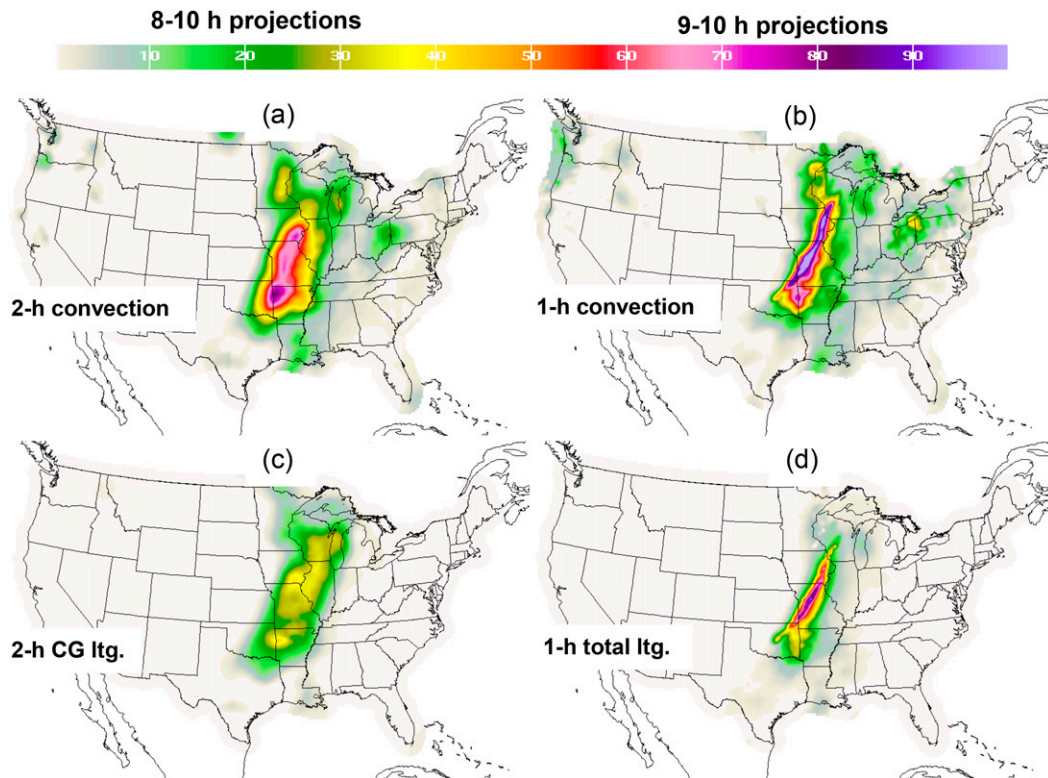 8-10 h projections
9-10 h projections
10 20 30 40 50 60 70 80 90
(a)
(b)
2-h convection
1-h convection
(c)
(d)
2-h CG ltg.
1-h total ltg.